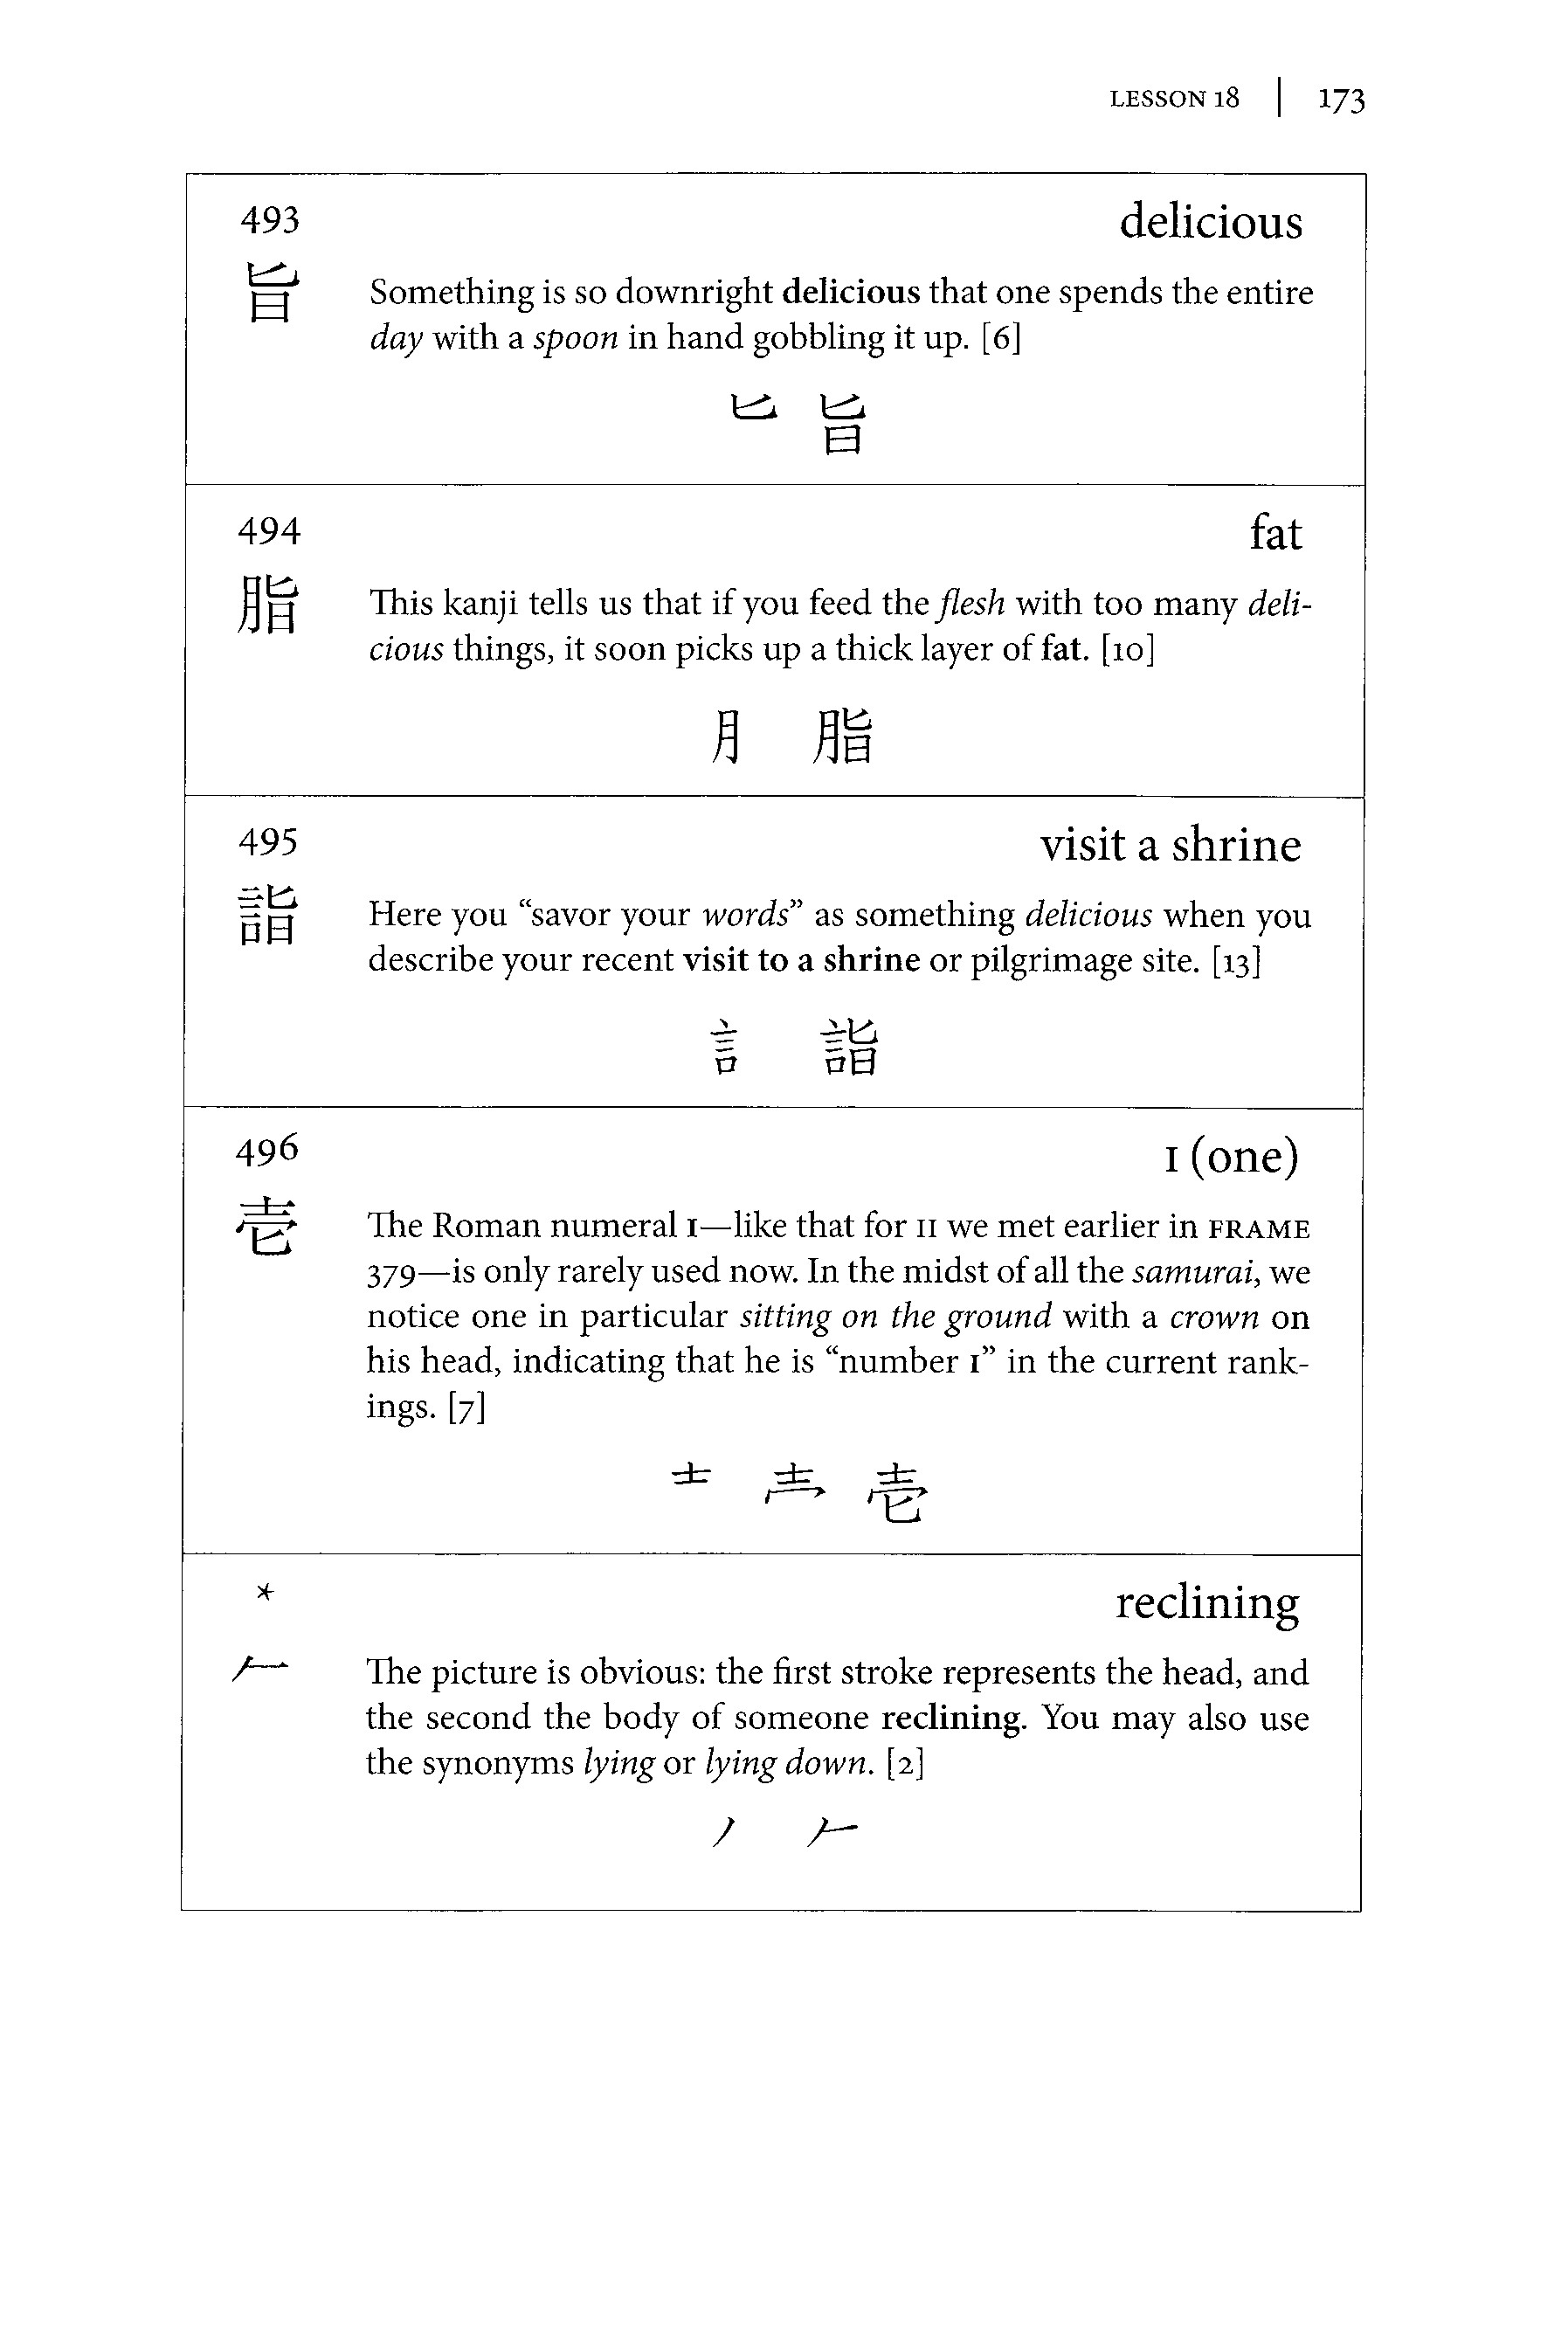 LESSON 18 | 173
493 delicious
旨 Something is so downright delicious that one spends the entire
day with a spoon in hand gobbling it up. [6]
匕 旨
494 fat
脂 This kanji tells us that if you feed the flesh with too many deli-
cious things, it soon picks up a thick layer of fat. [10]
月 脂
495 visit a shrine
詣 Here you “savor your words” as something delicious when you
describe your recent visit to a shrine or pilgrimage site. [13]
言 詣
496 I (one)
壱 The Roman numeral I—like that for II we met earlier in FRAME
379—is only rarely used now. In the midst of all the samurai, we
notice one in particular sitting on the ground with a crown on
his head, indicating that he is “number I” in the current rank-
ings. [7]
士 壱
* reclining
𠂉 The picture is obvious: the first stroke represents the head, and
the second the body of someone reclining. You may also use
the synonyms lying or lying down. [2]
丿 𠂉